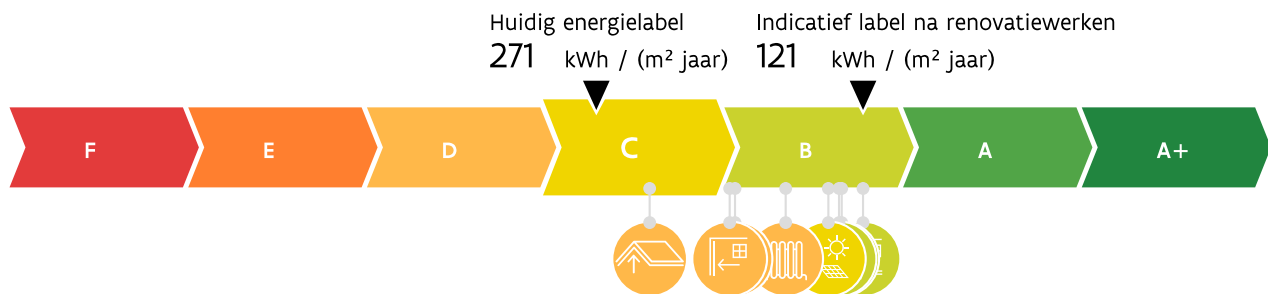 Huidig energielabel
271 kWh / (m² jaar)
Indicatief label na renovatiewerken
121 kWh / (m² jaar)
F E D C B A A+